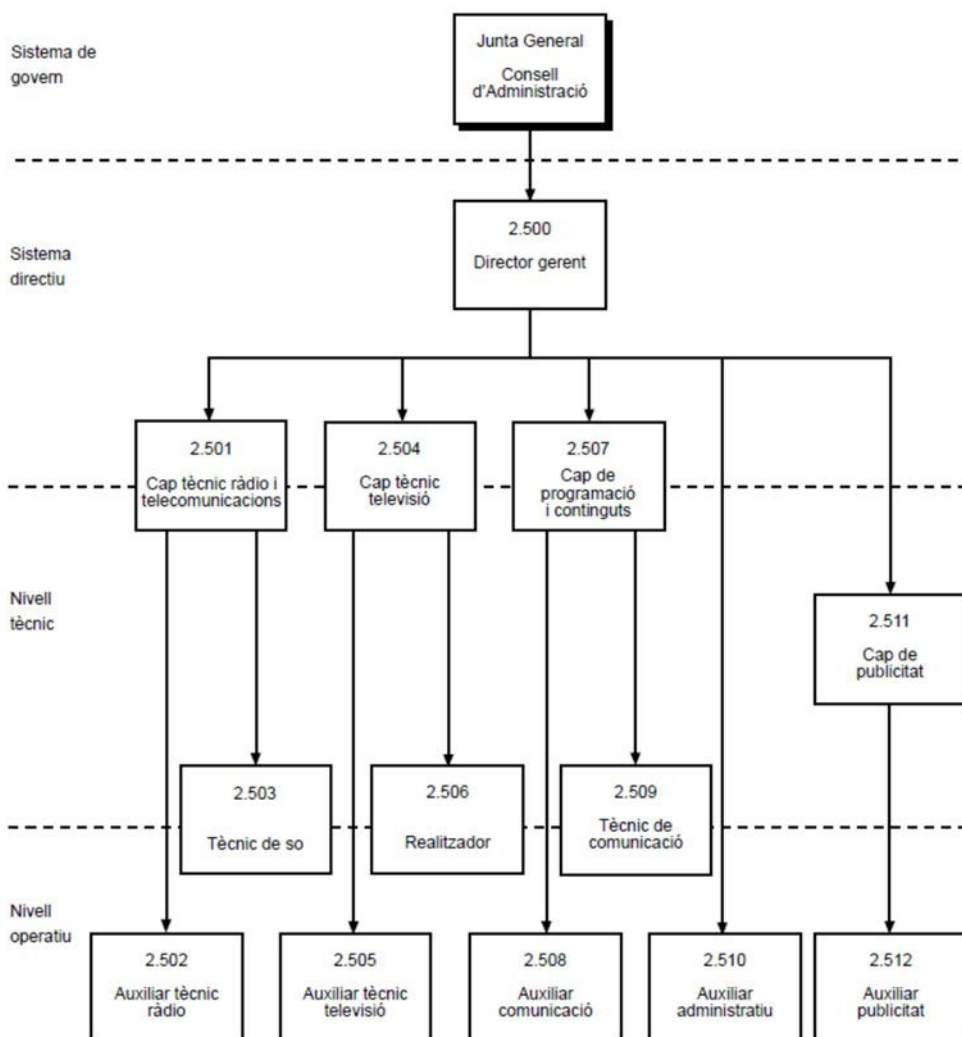 Sistema de
govern
Junta General
Consell
d'Administració
Sistema
directiu
2.500
Director gerent
2.501
Cap tècnic ràdio i
telecomunicacions
2.504
Cap tècnic
televisió
2.507
Cap de
programació
i continguts
Nivell
tècnic
2.511
Cap de
publicitat
2.503
Tècnic de so
2.506
Realitzador
2.509
Tècnic de
comunicació
Nivell
operatiu
2.502
Auxiliar tècnic
ràdio
2.505
Auxiliar tècnic
televisió
2.508
Auxiliar
comunicació
2.510
Auxiliar
administratiu
2.512
Auxiliar
publicitat